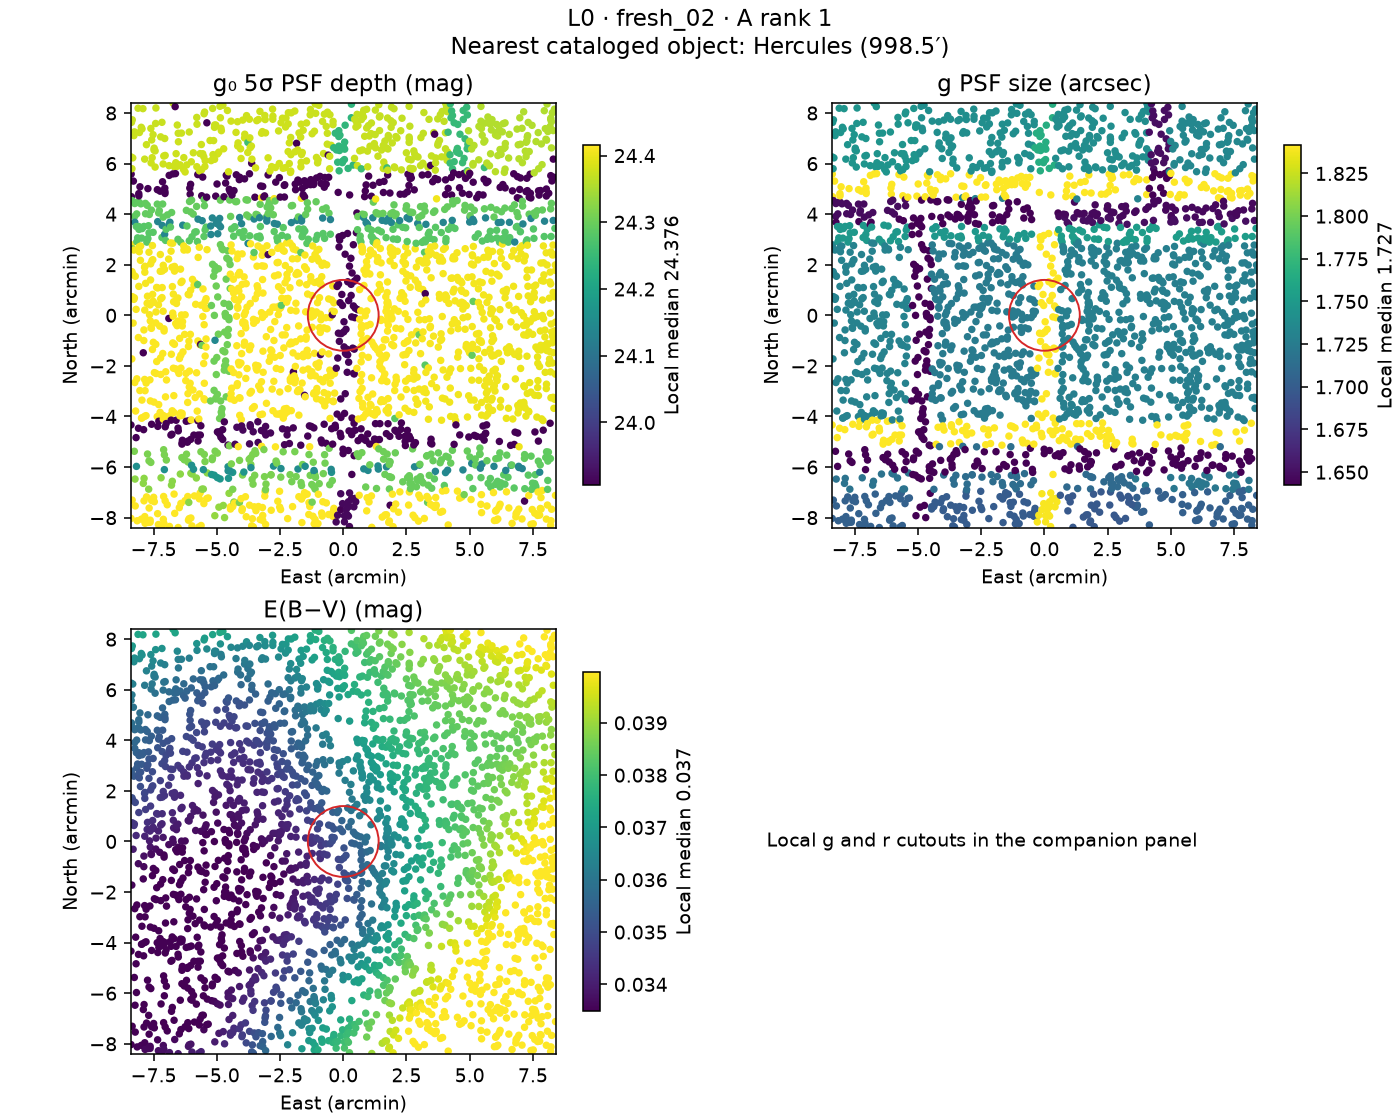 L0 · fresh_02 · A rank 1
Nearest cataloged object: Hercules (998.5′)
g₀ 5σ PSF depth (mag)
8
6
4
2
0
−2
−4
−6
−8
North (arcmin)
−7.5 −5.0 −2.5 0.0 2.5 5.0 7.5
East (arcmin)
24.4
24.3
24.2
24.1
24.0
Local median 24.376
g PSF size (arcsec)
8
6
4
2
0
−2
−4
−6
−8
North (arcmin)
−7.5 −5.0 −2.5 0.0 2.5 5.0 7.5
East (arcmin)
1.825
1.800
1.775
1.750
1.725
1.700
1.675
1.650
Local median 1.727
E(B−V) (mag)
8
6
4
2
0
−2
−4
−6
−8
North (arcmin)
−7.5 −5.0 −2.5 0.0 2.5 5.0 7.5
East (arcmin)
0.039
0.038
0.037
0.036
0.035
0.034
Local median 0.037
Local g and r cutouts in the companion panel